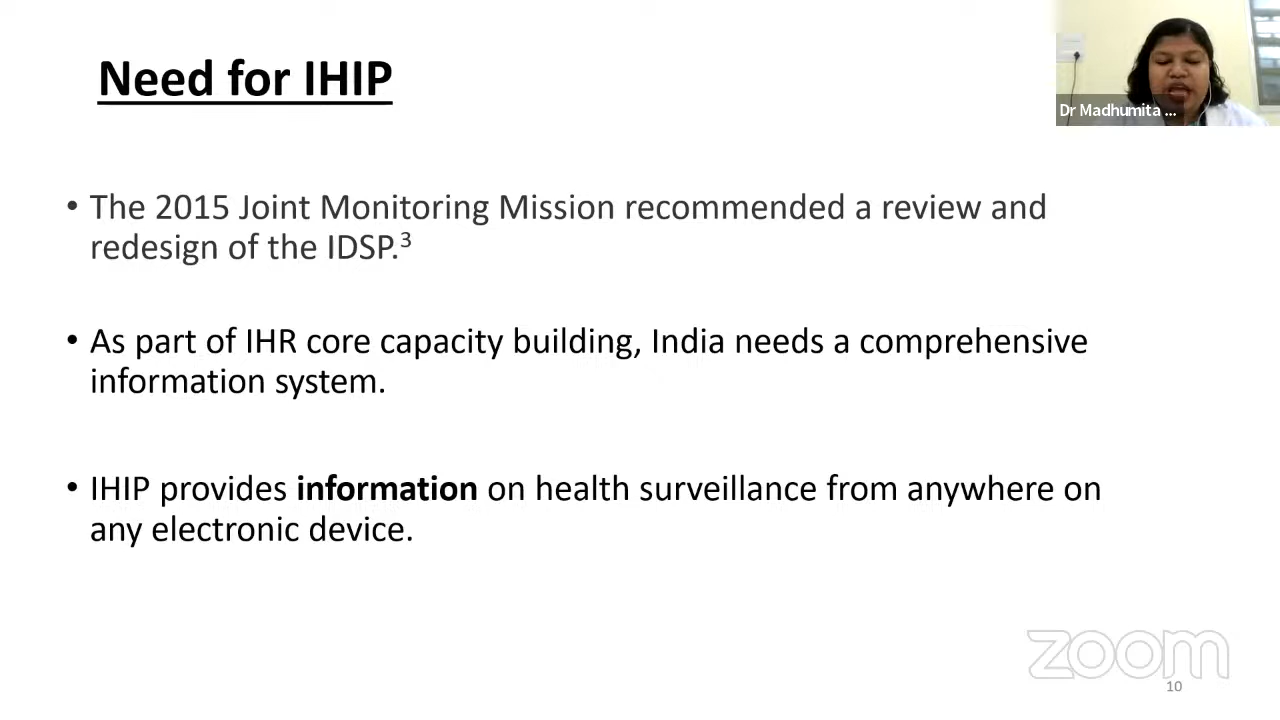 Need for IHIP
Dr Madhumita ...
• The 2015 Joint Monitoring Mission recommended a review and
redesign of the IDSP.³
• As part of IHR core capacity building, India needs a comprehensive
information system.
• IHIP provides information on health surveillance from anywhere on
any electronic device.
zoom
10